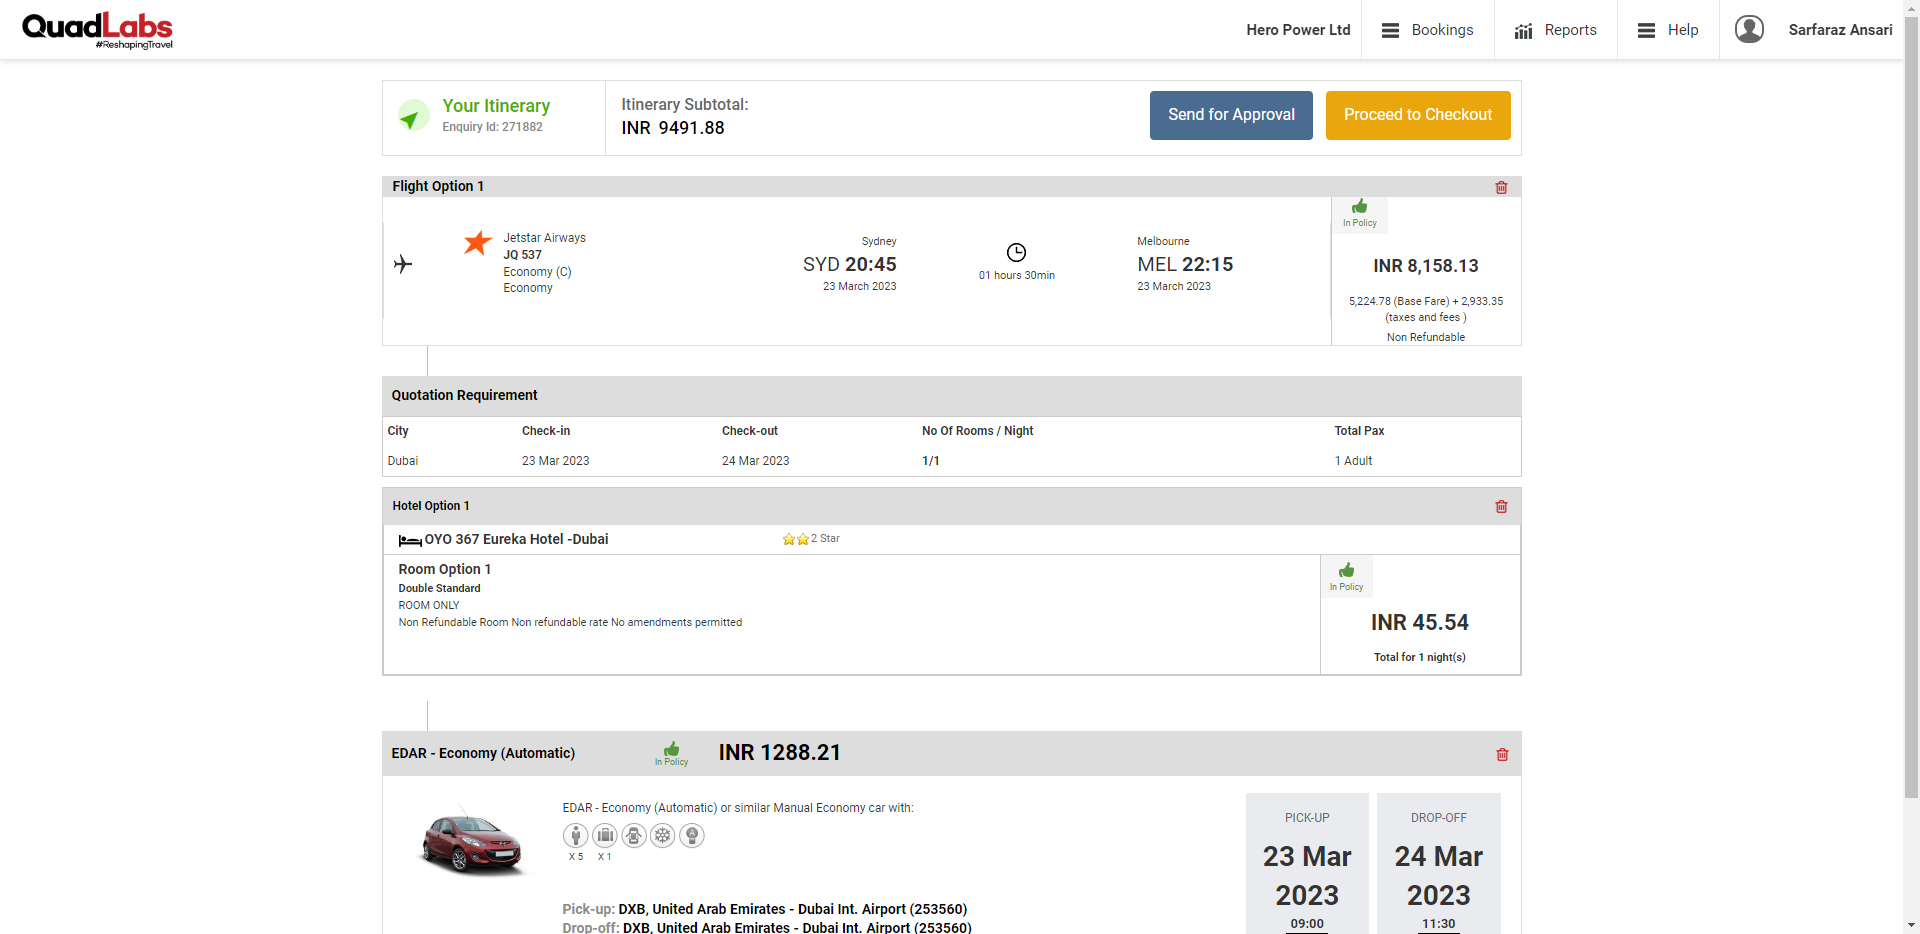 QuadLabs
#ReshapingTravel
Hero Power Ltd
Bookings
Reports
Help
Sarfaraz Ansari
Your Itinerary
Enquiry Id: 271882
Itinerary Subtotal:
INR 9491.88
Send for Approval
Proceed to Checkout
Flight Option 1
Jetstar Airways
JQ 537
Economy (C)
Economy
Sydney
SYD 20:45
23 March 2023
01 hours 30min
Melbourne
MEL 22:15
23 March 2023
In Policy
INR 8,158.13
5,224.78 (Base Fare) + 2,933.35
(taxes and fees )
Non Refundable
Quotation Requirement
City Check-in Check-out No Of Rooms / Night Total Pax
Dubai 23 Mar 2023 24 Mar 2023 1/1 1 Adult
Hotel Option 1
OYO 367 Eureka Hotel -Dubai
2 Star
Room Option 1
Double Standard
ROOM ONLY
Non Refundable Room Non refundable rate No amendments permitted
In Policy
INR 45.54
Total for 1 night(s)
EDAR - Economy (Automatic)
In Policy
INR 1288.21
EDAR - Economy (Automatic) or similar Manual Economy car with:
X 5 X 1
Pick-up: DXB, United Arab Emirates - Dubai Int. Airport (253560)
Drop-off: DXB, United Arab Emirates - Dubai Int. Airport (253560)
PICK-UP
23 Mar
2023
09:00
DROP-OFF
24 Mar
2023
11:30